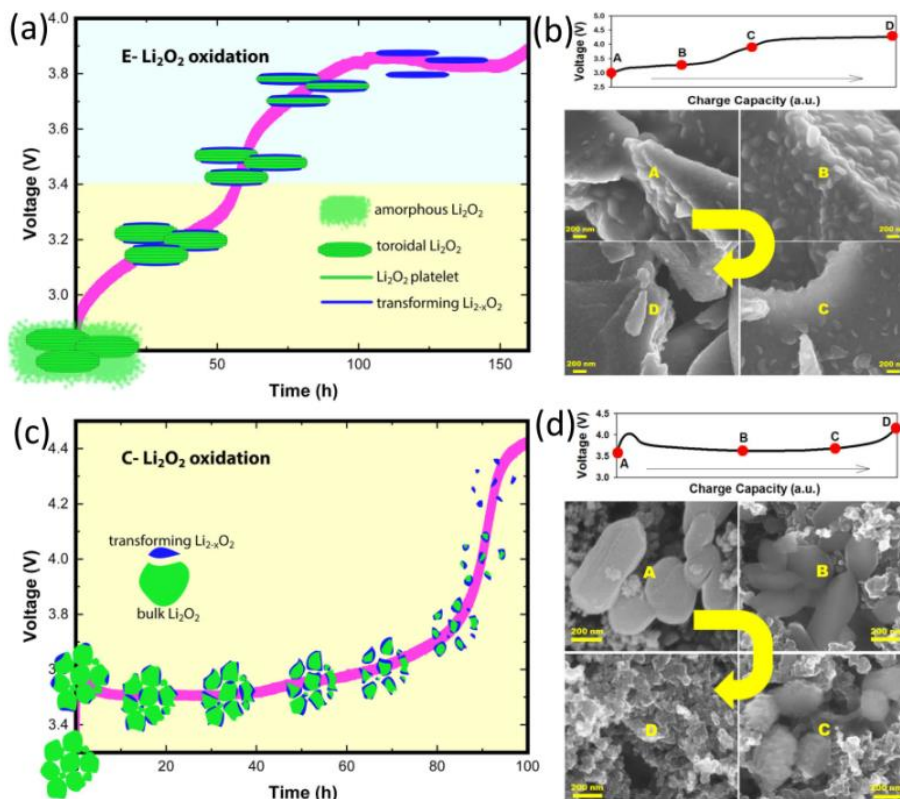 (a)
E- Li₂O₂ oxidation
4.0
3.8
3.6
3.4
3.2
3.0
Voltage (V)
amorphous Li₂O₂
toroidal Li₂O₂
Li₂O₂ platelet
transforming Li₂₋ₓO₂
50
100
150
Time (h)
(b)
5.0
4.5
4.0
3.5
3.0
2.5
Voltage (V)
A
B
C
D
Charge Capacity (a.u.)
A
200 nm
B
200 nm
D
200 nm
C
200 nm
(c)
C- Li₂O₂ oxidation
4.4
4.2
4.0
3.8
3.4
Voltage (V)
transforming Li₂₋ₓO₂
bulk Li₂O₂
20
40
60
80
100
Time (h)
(d)
4.5
4.0
3.5
3.0
Voltage (V)
A
B
C
D
Charge Capacity (a.u.)
A
200 nm
B
200 nm
D
200 nm
C
200 nm